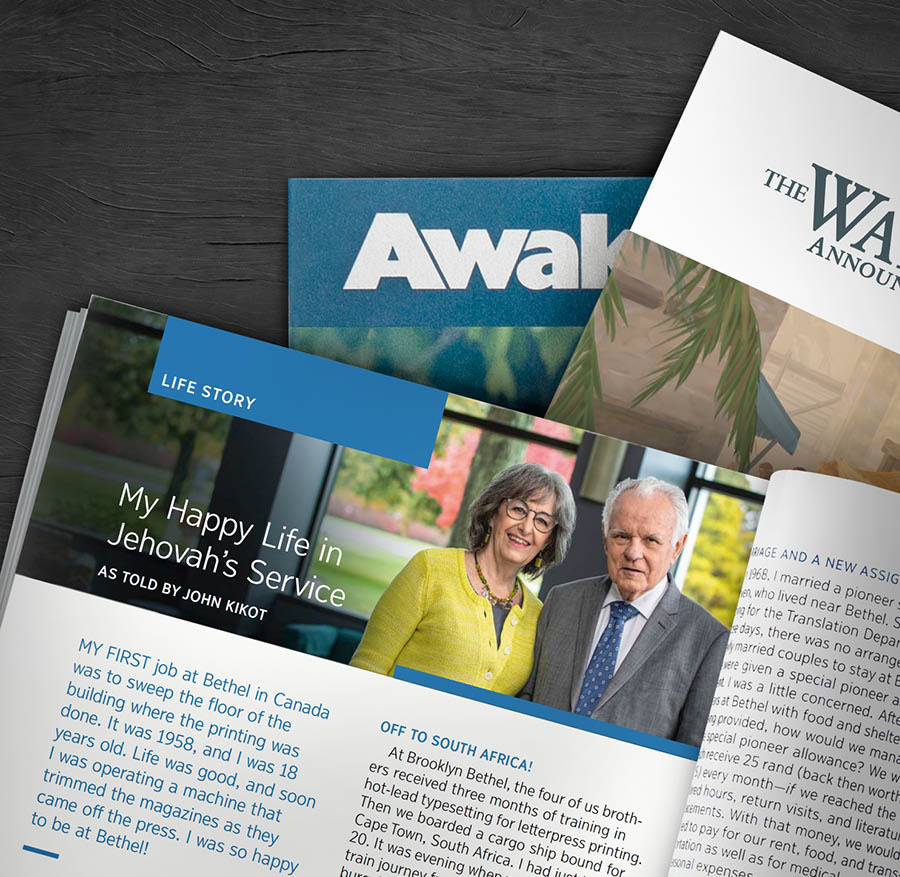 Awak
THE WA
ANNOUN
LIFE STORY
My Happy Life in
Jehovah's Service
AS TOLD BY JOHN KIKOT
MY FIRST job at Bethel in Canada
was to sweep the floor of the
building where the printing was
done. It was 1958, and I was 18
years old. Life was good, and soon
I was operating a machine that
trimmed the magazines as they
came off the press. I was so happy
to be at Bethel!
OFF TO SOUTH AFRICA!
At Brooklyn Bethel, the four of us broth-
ers received three months of training in
hot-lead typesetting for letterpress printing.
Then we boarded a cargo ship bound for
Cape Town, South Africa. I had just
20. It was evening when
train journey
RIAGE AND A NEW ASSIG
1968, I married a pioneer s
en, who lived near Bethel. S
ng for the Translation Depar
se days, there was no arrange
married couples to stay at B
ere given a special pioneer a
I was a little concerned. Afte
at Bethel with food and shelte
provided, how would we mana
special pioneer allowance? We w
receive 25 rand (back then worth
) every month—if we reached the
ed hours, return visits, and literatu
cements. With that money, we would
ed to pay for our rent, food, and trans
tation as well as for medical
sonal expenses